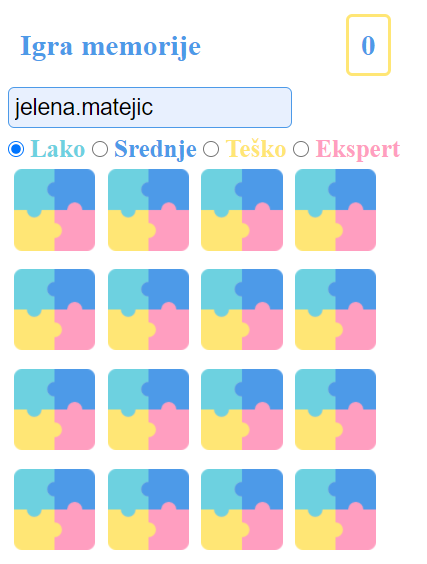 Igra memorije 0
jelena.matejic
Lako Srednje Teško Ekspert